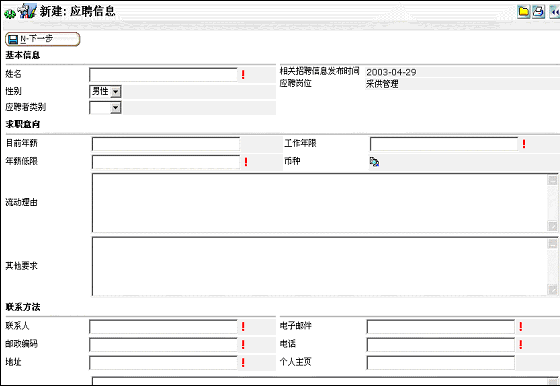 新建: 应聘信息
N-下一步
基本信息
姓名 ! 相关招聘信息发布时间 2003-04-29
性别 男性 应聘岗位 采供管理
应聘者类别
求职意向
目前年薪 工作年限 !
年薪低限 ! 币种
流动理由
其他要求
联系方法
联系人 ! 电子邮件 !
邮政编码 ! 电话 !
地址 ! 个人主页